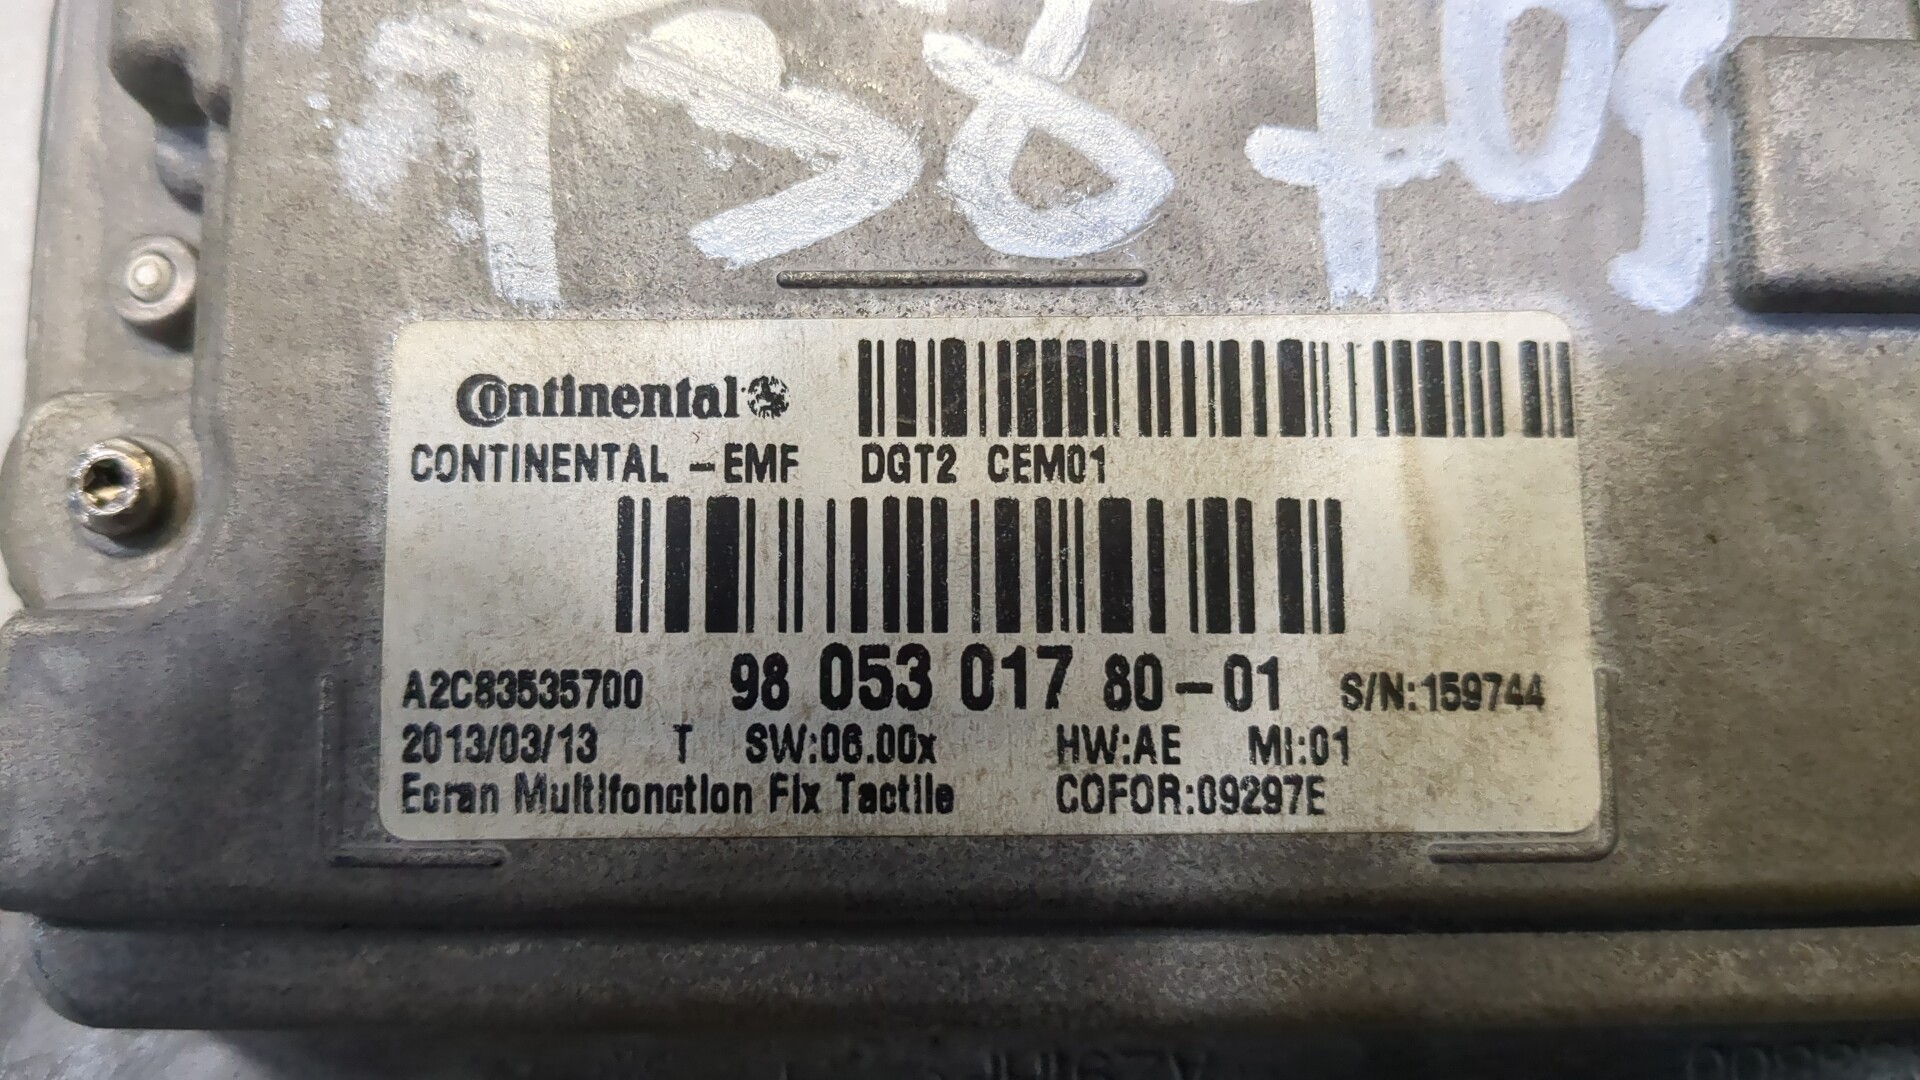 Continental
CONTINENTAL -EMF DGT2 CEM01
A2C83535700 98 053 017 80-01 S/N:159744
2013/03/13 T SW:06.00x HW:AE MI:01
Ecran Multifonction Fix Tactile COFOR:09297E